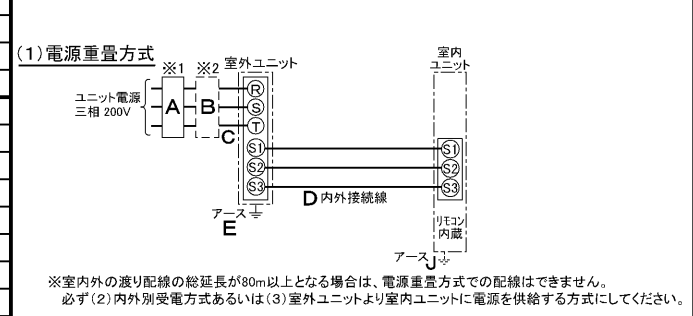 (1)電源重畳方式
※1 ※2 室外ユニット
室内
ユニット
ユニット電源
三相 200V
A
B
C
R
S
T
S1
S2
S3
S1
S2
S3
D 内外接続線
アース
E
リモコン
内蔵
アース J
※室内外の渡り配線の総延長が80m以上となる場合は、電源重畳方式での配線はできません。
必ず(2)内外別受電方式あるいは(3)室外ユニットより室内ユニットに電源を供給する方式にしてください。